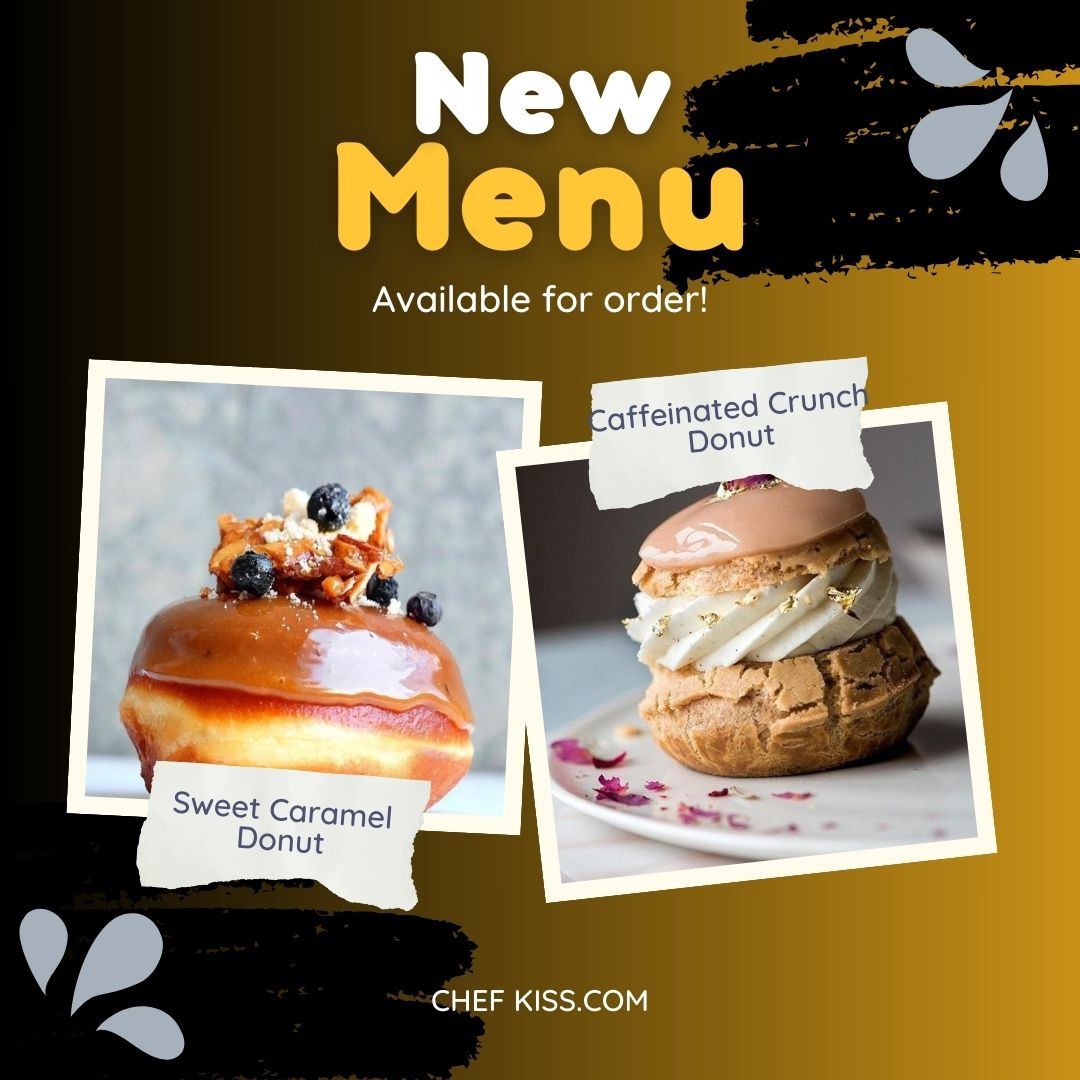 New
Menu
Available for order!
Caffeinated Crunch
Donut
Sweet Caramel
Donut
CHEF KISS.COM